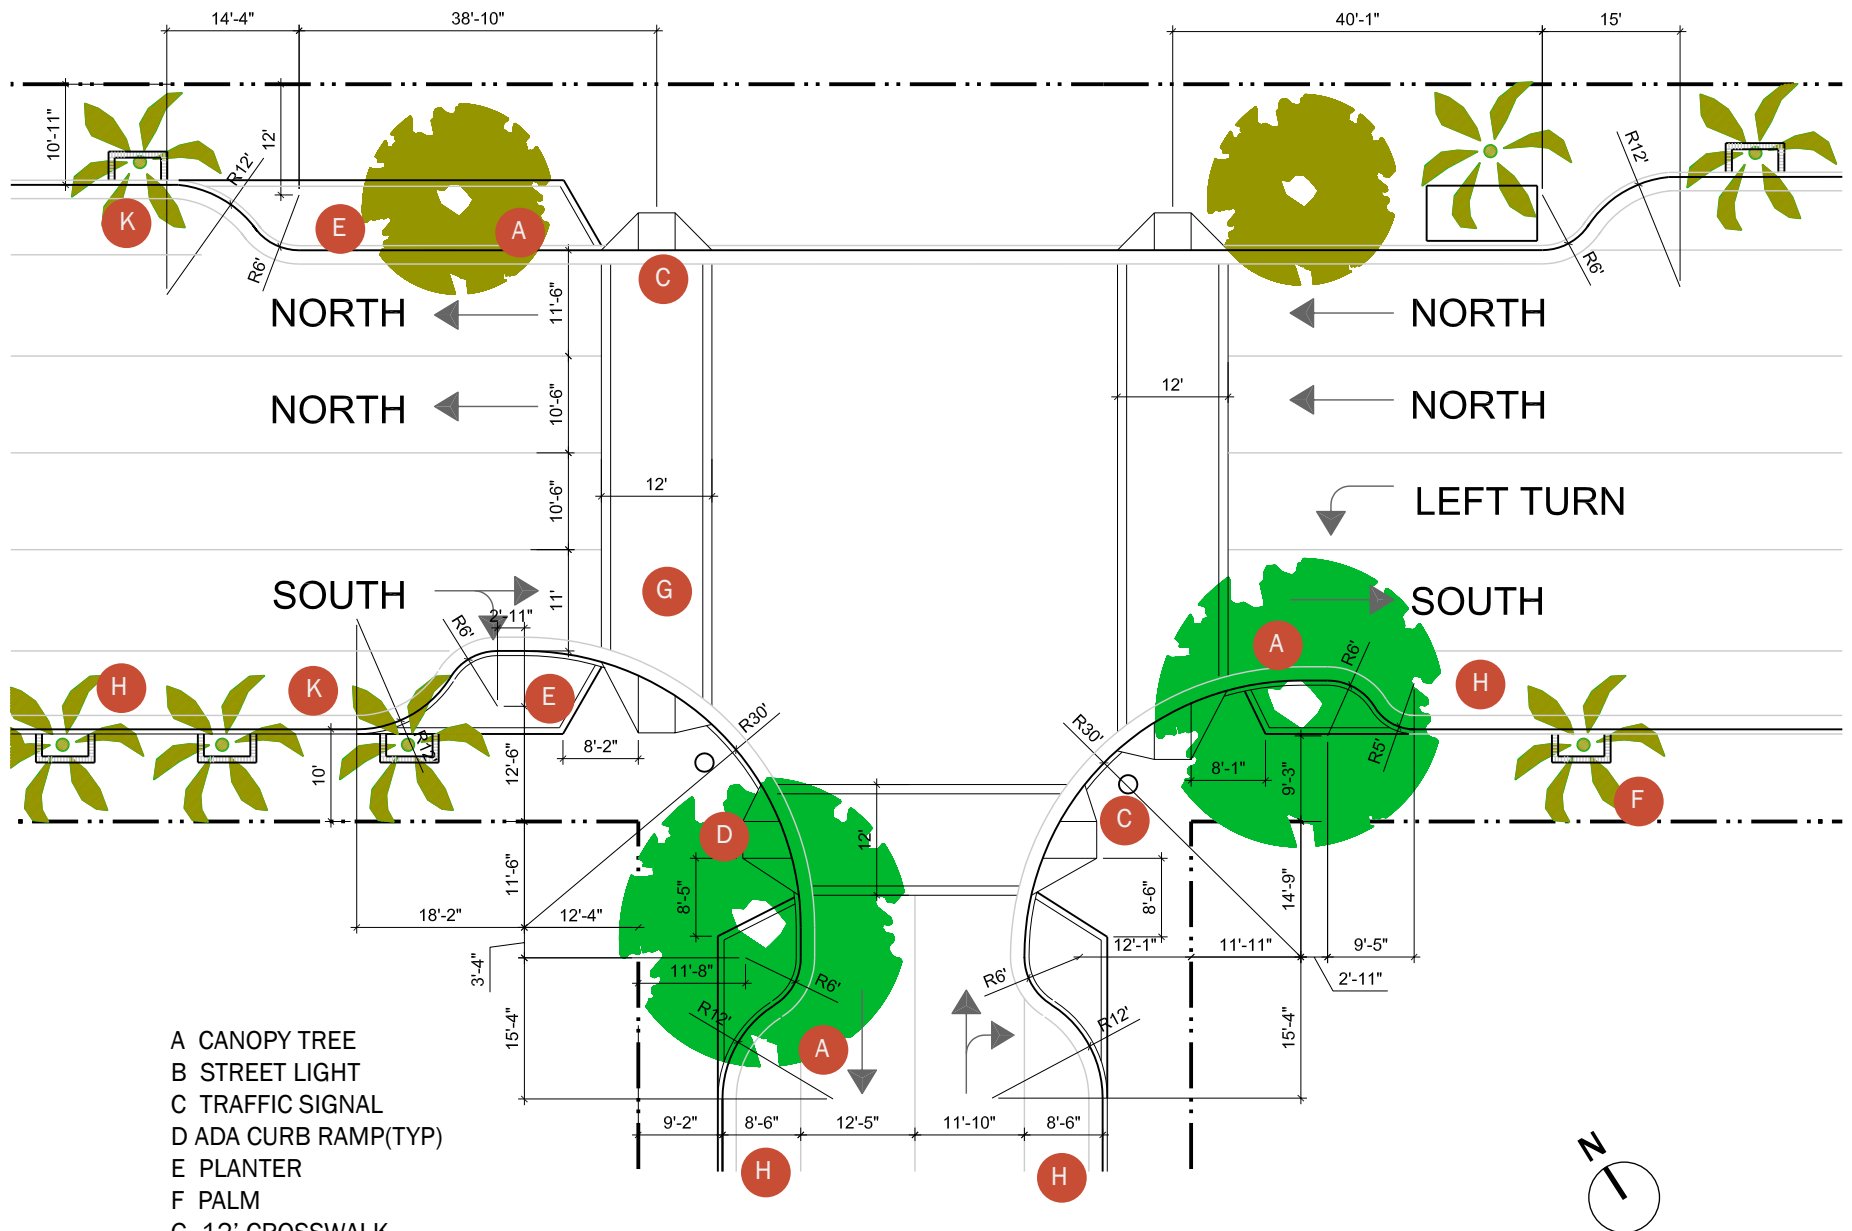 14'-4" 38'-10" 40'-1" 15'
10'-11" 12' R12' R12'
K E A
R6' C R6'
NORTH 11'-6" NORTH
NORTH 10'-6" 12' NORTH
10'-6" 12' LEFT TURN
SOUTH 11' G SOUTH
2'-11"
R6' A R6'
H K E H
R12' R30' R30' R5'
8'-2" 8'-1"
10' 12'-6" 9'-3" F
D 12' C
11'-6" 8'-5" 8'-6" 14'-9"
18'-2" 12'-4" 12'-1" 11'-11" 9'-5"
3'-4" 11'-8" R6' R6' 2'-11"
15'-4" R12' R12' 15'-4"
A
A CANOPY TREE
B STREET LIGHT
C TRAFFIC SIGNAL
D ADA CURB RAMP(TYP)
E PLANTER
F PALM
G 12' CROSSWALK
9'-2" 8'-6" 12'-5" 11'-10" 8'-6"
H H
N